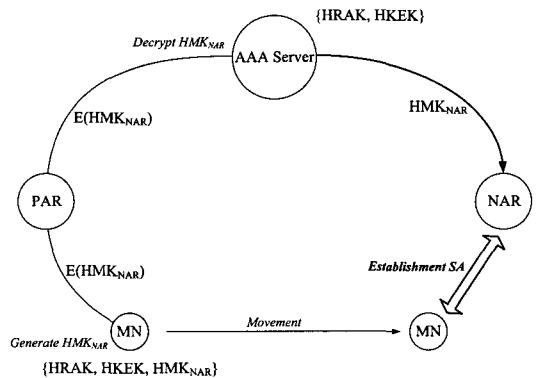 {HRAK, HKEK}
Decrypt HMK_NAR
AAA Server
E(HMK_NAR)
HMK_NAR
PAR
NAR
E(HMK_NAR)
Establishment SA
Generate HMK_NAR
MN
Movement
MN
{HRAK, HKEK, HMK_NAR}